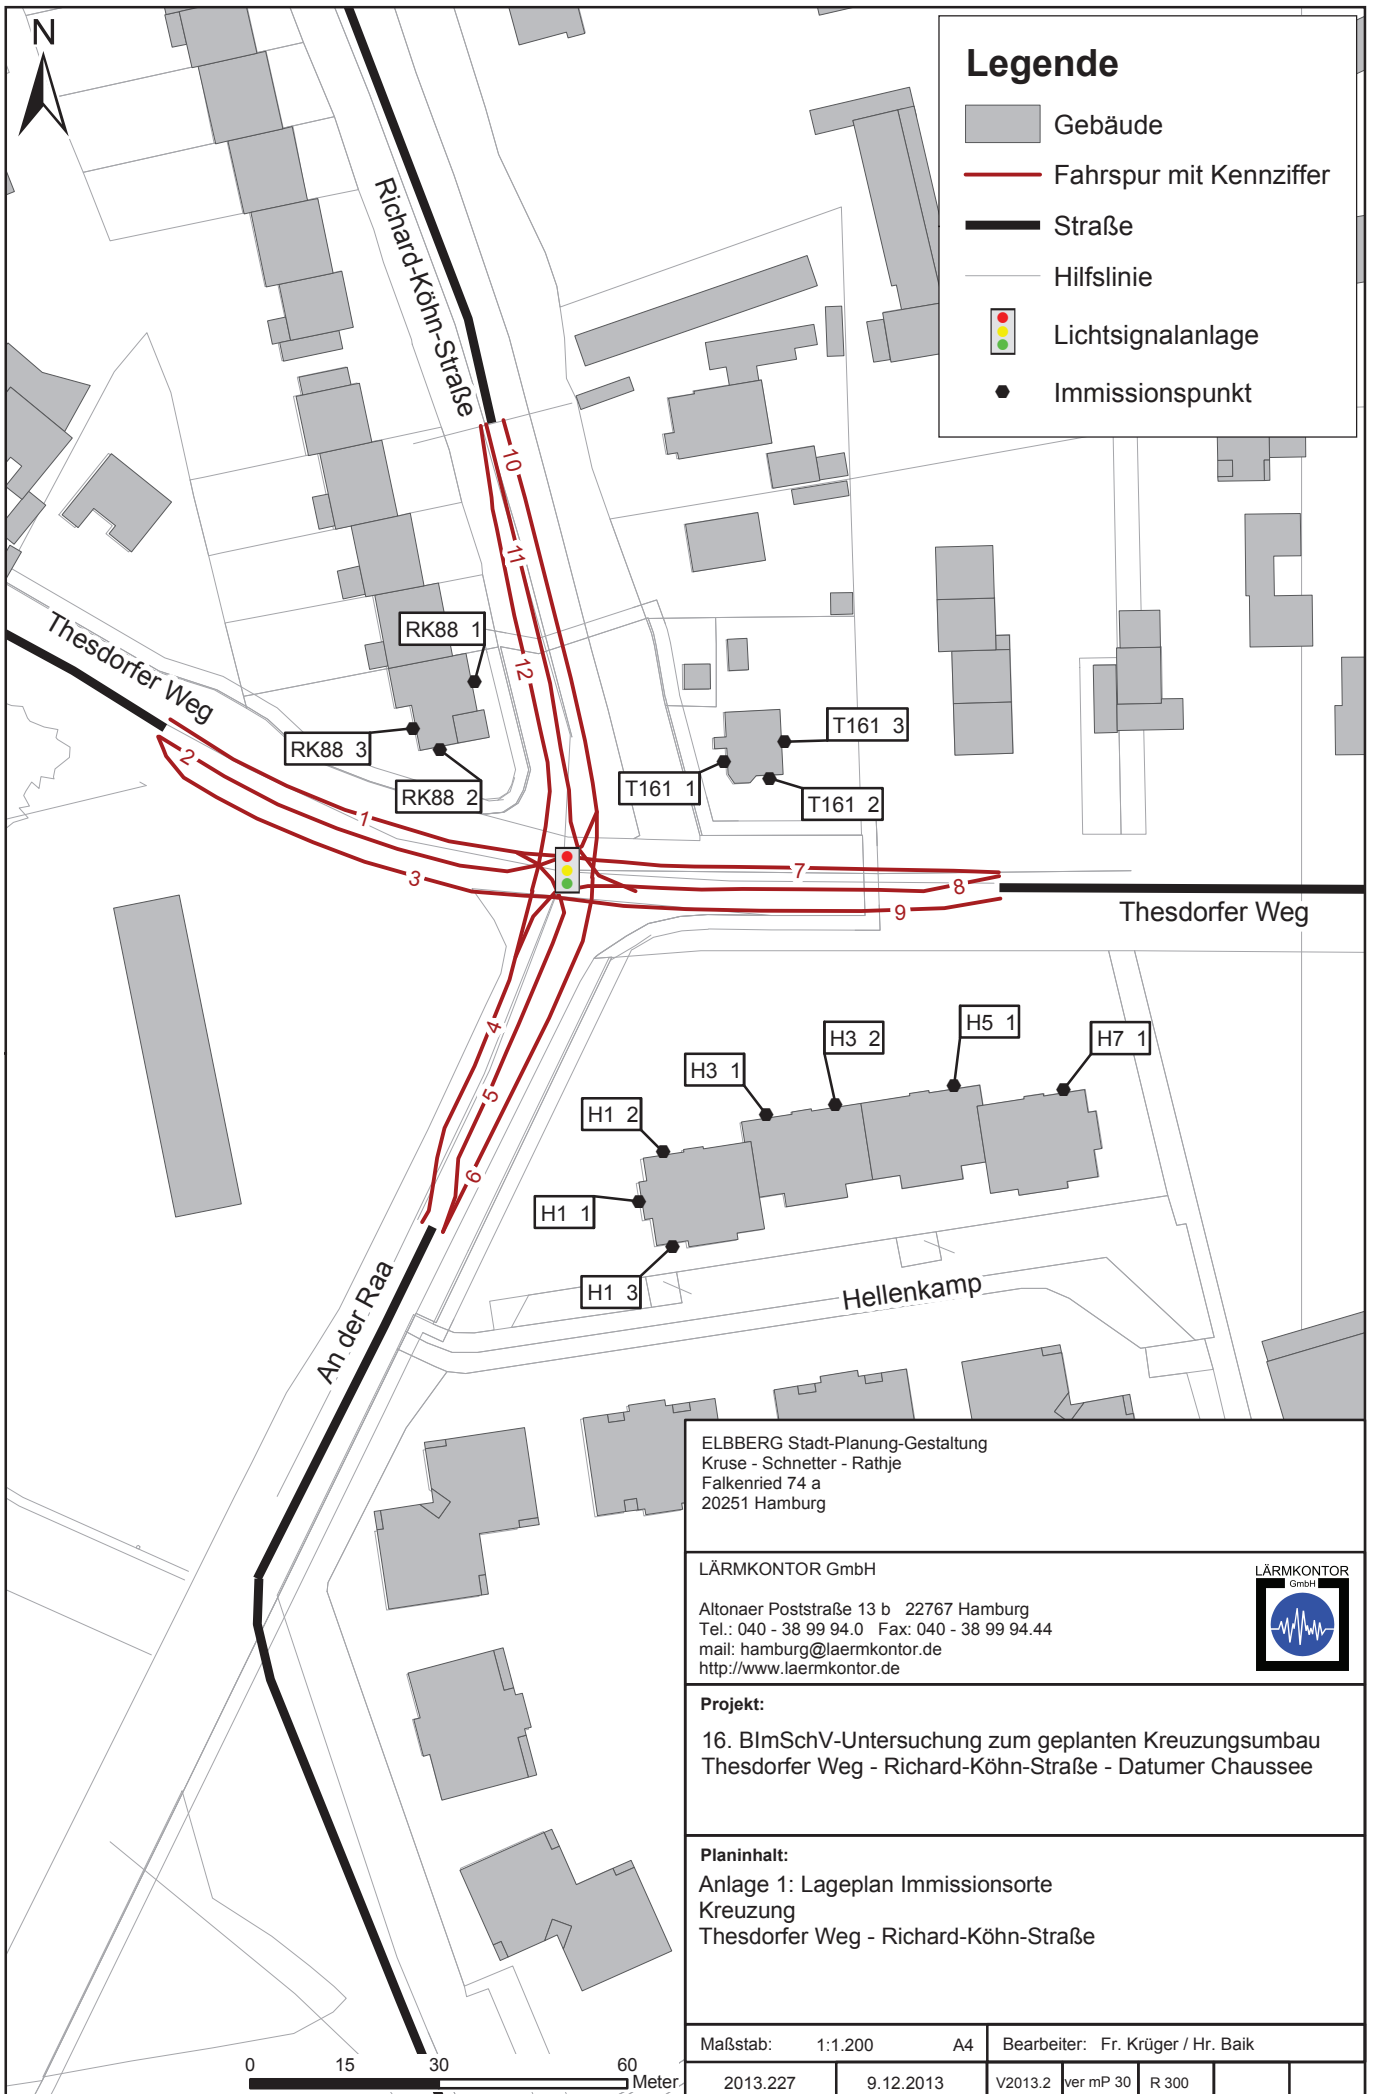 N
Legende
Gebäude
Fahrspur mit Kennziffer
Straße
Hilfslinie
Lichtsignalanlage
Immissionspunkt
Richard-Köhn-Straße
10
11
12
RK88 1
Thesdorfer Weg
RK88 3
RK88 2
T161 3
T161 1
T161 2
2
1
3
7
8
9
Thesdorfer Weg
4
5
6
H5 1
H3 2
H7 1
H3 1
H1 2
H1 1
H1 3
Hellenkamp
An der Raa
ELBBERG Stadt-Planung-Gestaltung
Kruse - Schnetter - Rathje
Falkenried 74 a
20251 Hamburg
LÄRMKONTOR GmbH
Altonaer Poststraße 13 b 22767 Hamburg
Tel.: 040 - 38 99 94.0 Fax: 040 - 38 99 94.44
mail: hamburg@laermkontor.de
http://www.laermkontor.de
LÄRMKONTOR
GmbH
Projekt:
16. BImSchV-Untersuchung zum geplanten Kreuzungsumbau
Thesdorfer Weg - Richard-Köhn-Straße - Datumer Chaussee
Planinhalt:
Anlage 1: Lageplan Immissionsorte
Kreuzung
Thesdorfer Weg - Richard-Köhn-Straße
Maßstab: 1:1.200 A4
Bearbeiter: Fr. Krüger / Hr. Baik
2013.227
9.12.2013
V2013.2
ver mP 30
R 300
0 15 30 60
Meter